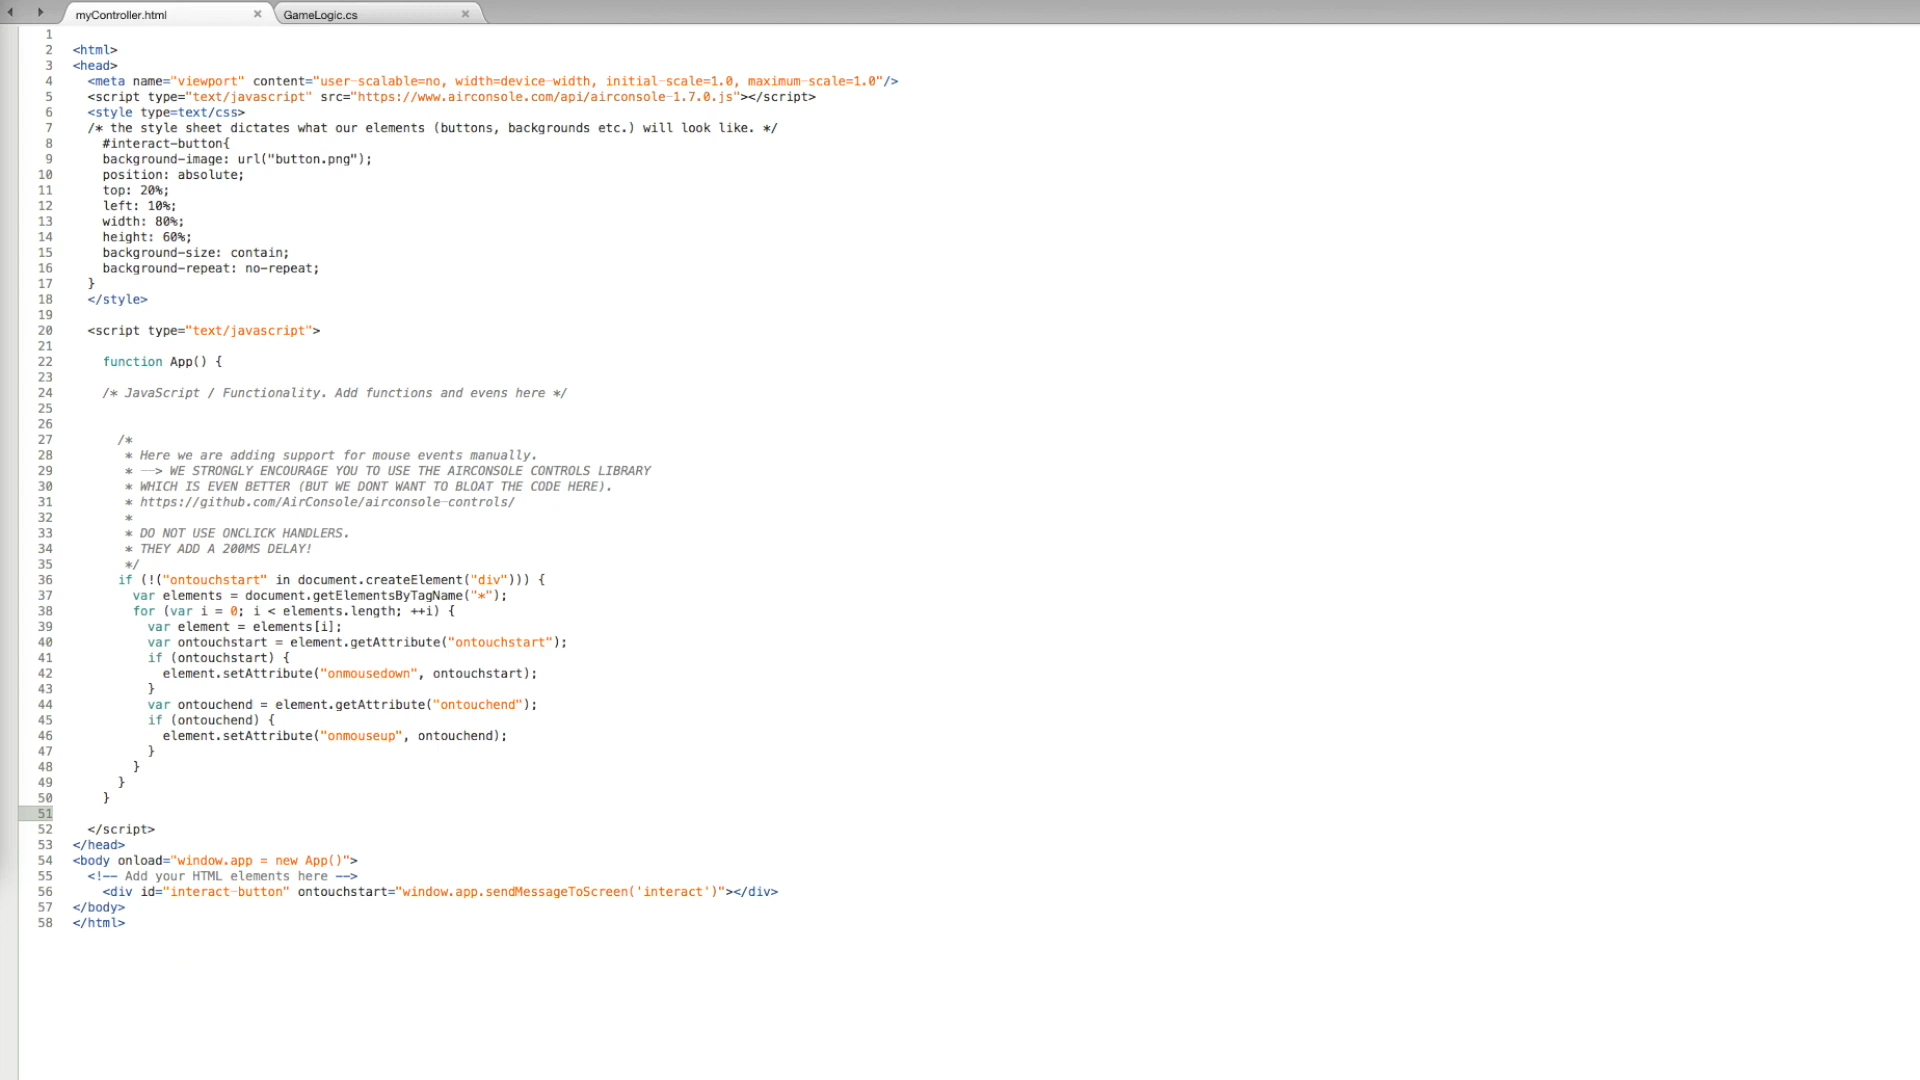 myController.html
GameLogic.cs
1
2 <html>
3 <head>
4 <meta name="viewport" content="user-scalable=no, width=device-width, initial-scale=1.0, maximum-scale=1.0"/>
5 <script type="text/javascript" src="https://www.airconsole.com/api/airconsole-1.7.0.js"></script>
6 <style type=text/css>
7 /* the style sheet dictates what our elements (buttons, backgrounds etc.) will look like. */
8 #interact-button{
9 background-image: url("button.png");
10 position: absolute;
11 top: 20%;
12 left: 10%;
13 width: 80%;
14 height: 60%;
15 background-size: contain;
16 background-repeat: no-repeat;
17 }
18 </style>
19
20 <script type="text/javascript">
21
22 function App() {
23
24 /* JavaScript / Functionality. Add functions and evens here */
25
26
27 /*
28 * Here we are adding support for mouse events manually.
29 * --> WE STRONGLY ENCOURAGE YOU TO USE THE AIRCONSOLE CONTROLS LIBRARY
30 * WHICH IS EVEN BETTER (BUT WE DONT WANT TO BLOAT THE CODE HERE).
31 * https://github.com/AirConsole/airconsole-controls/
32 *
33 * DO NOT USE ONCLICK HANDLERS.
34 * THEY ADD A 200MS DELAY!
35 */
36 if (!("ontouchstart" in document.createElement("div"))) {
37 var elements = document.getElementsByTagName("*");
38 for (var i = 0; i < elements.length; ++i) {
39 var element = elements[i];
40 var ontouchstart = element.getAttribute("ontouchstart");
41 if (ontouchstart) {
42 element.setAttribute("onmousedown", ontouchstart);
43 }
44 var ontouchend = element.getAttribute("ontouchend");
45 if (ontouchend) {
46 element.setAttribute("onmouseup", ontouchend);
47 }
48 }
49 }
50 }
51
52 </script>
53 </head>
54 <body onload="window.app = new App()">
55 <!-- Add your HTML elements here -->
56 <div id="interact-button" ontouchstart="window.app.sendMessageToScreen('interact')"></div>
57 </body>
58 </html>